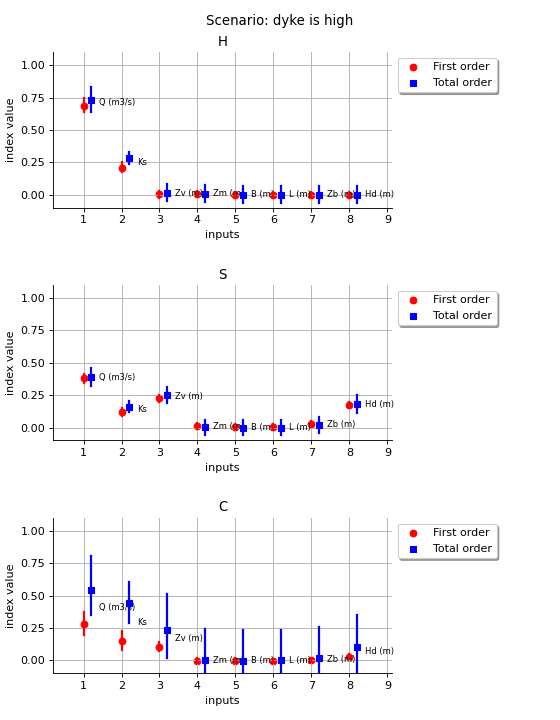 Scenario: dyke is high
H
1.00
0.75
0.50
0.25
0.00
index value
Q (m3/s)
Ks
Zv (m)
Zm (m)
B (m)
L (m)
Zb (m)
Hd (m)
1 2 3 4 5 6 7 8 9
inputs
First order
Total order
S
1.00
0.75
0.50
0.25
0.00
index value
Q (m3/s)
Ks
Zv (m)
Zm (m)
B (m)
L (m)
Zb (m)
Hd (m)
1 2 3 4 5 6 7 8 9
inputs
First order
Total order
C
1.00
0.75
0.50
0.25
0.00
index value
Q (m3/s)
Ks
Zv (m)
Zm (m)
B (m)
L (m)
Zb (m)
Hd (m)
1 2 3 4 5 6 7 8 9
inputs
First order
Total order